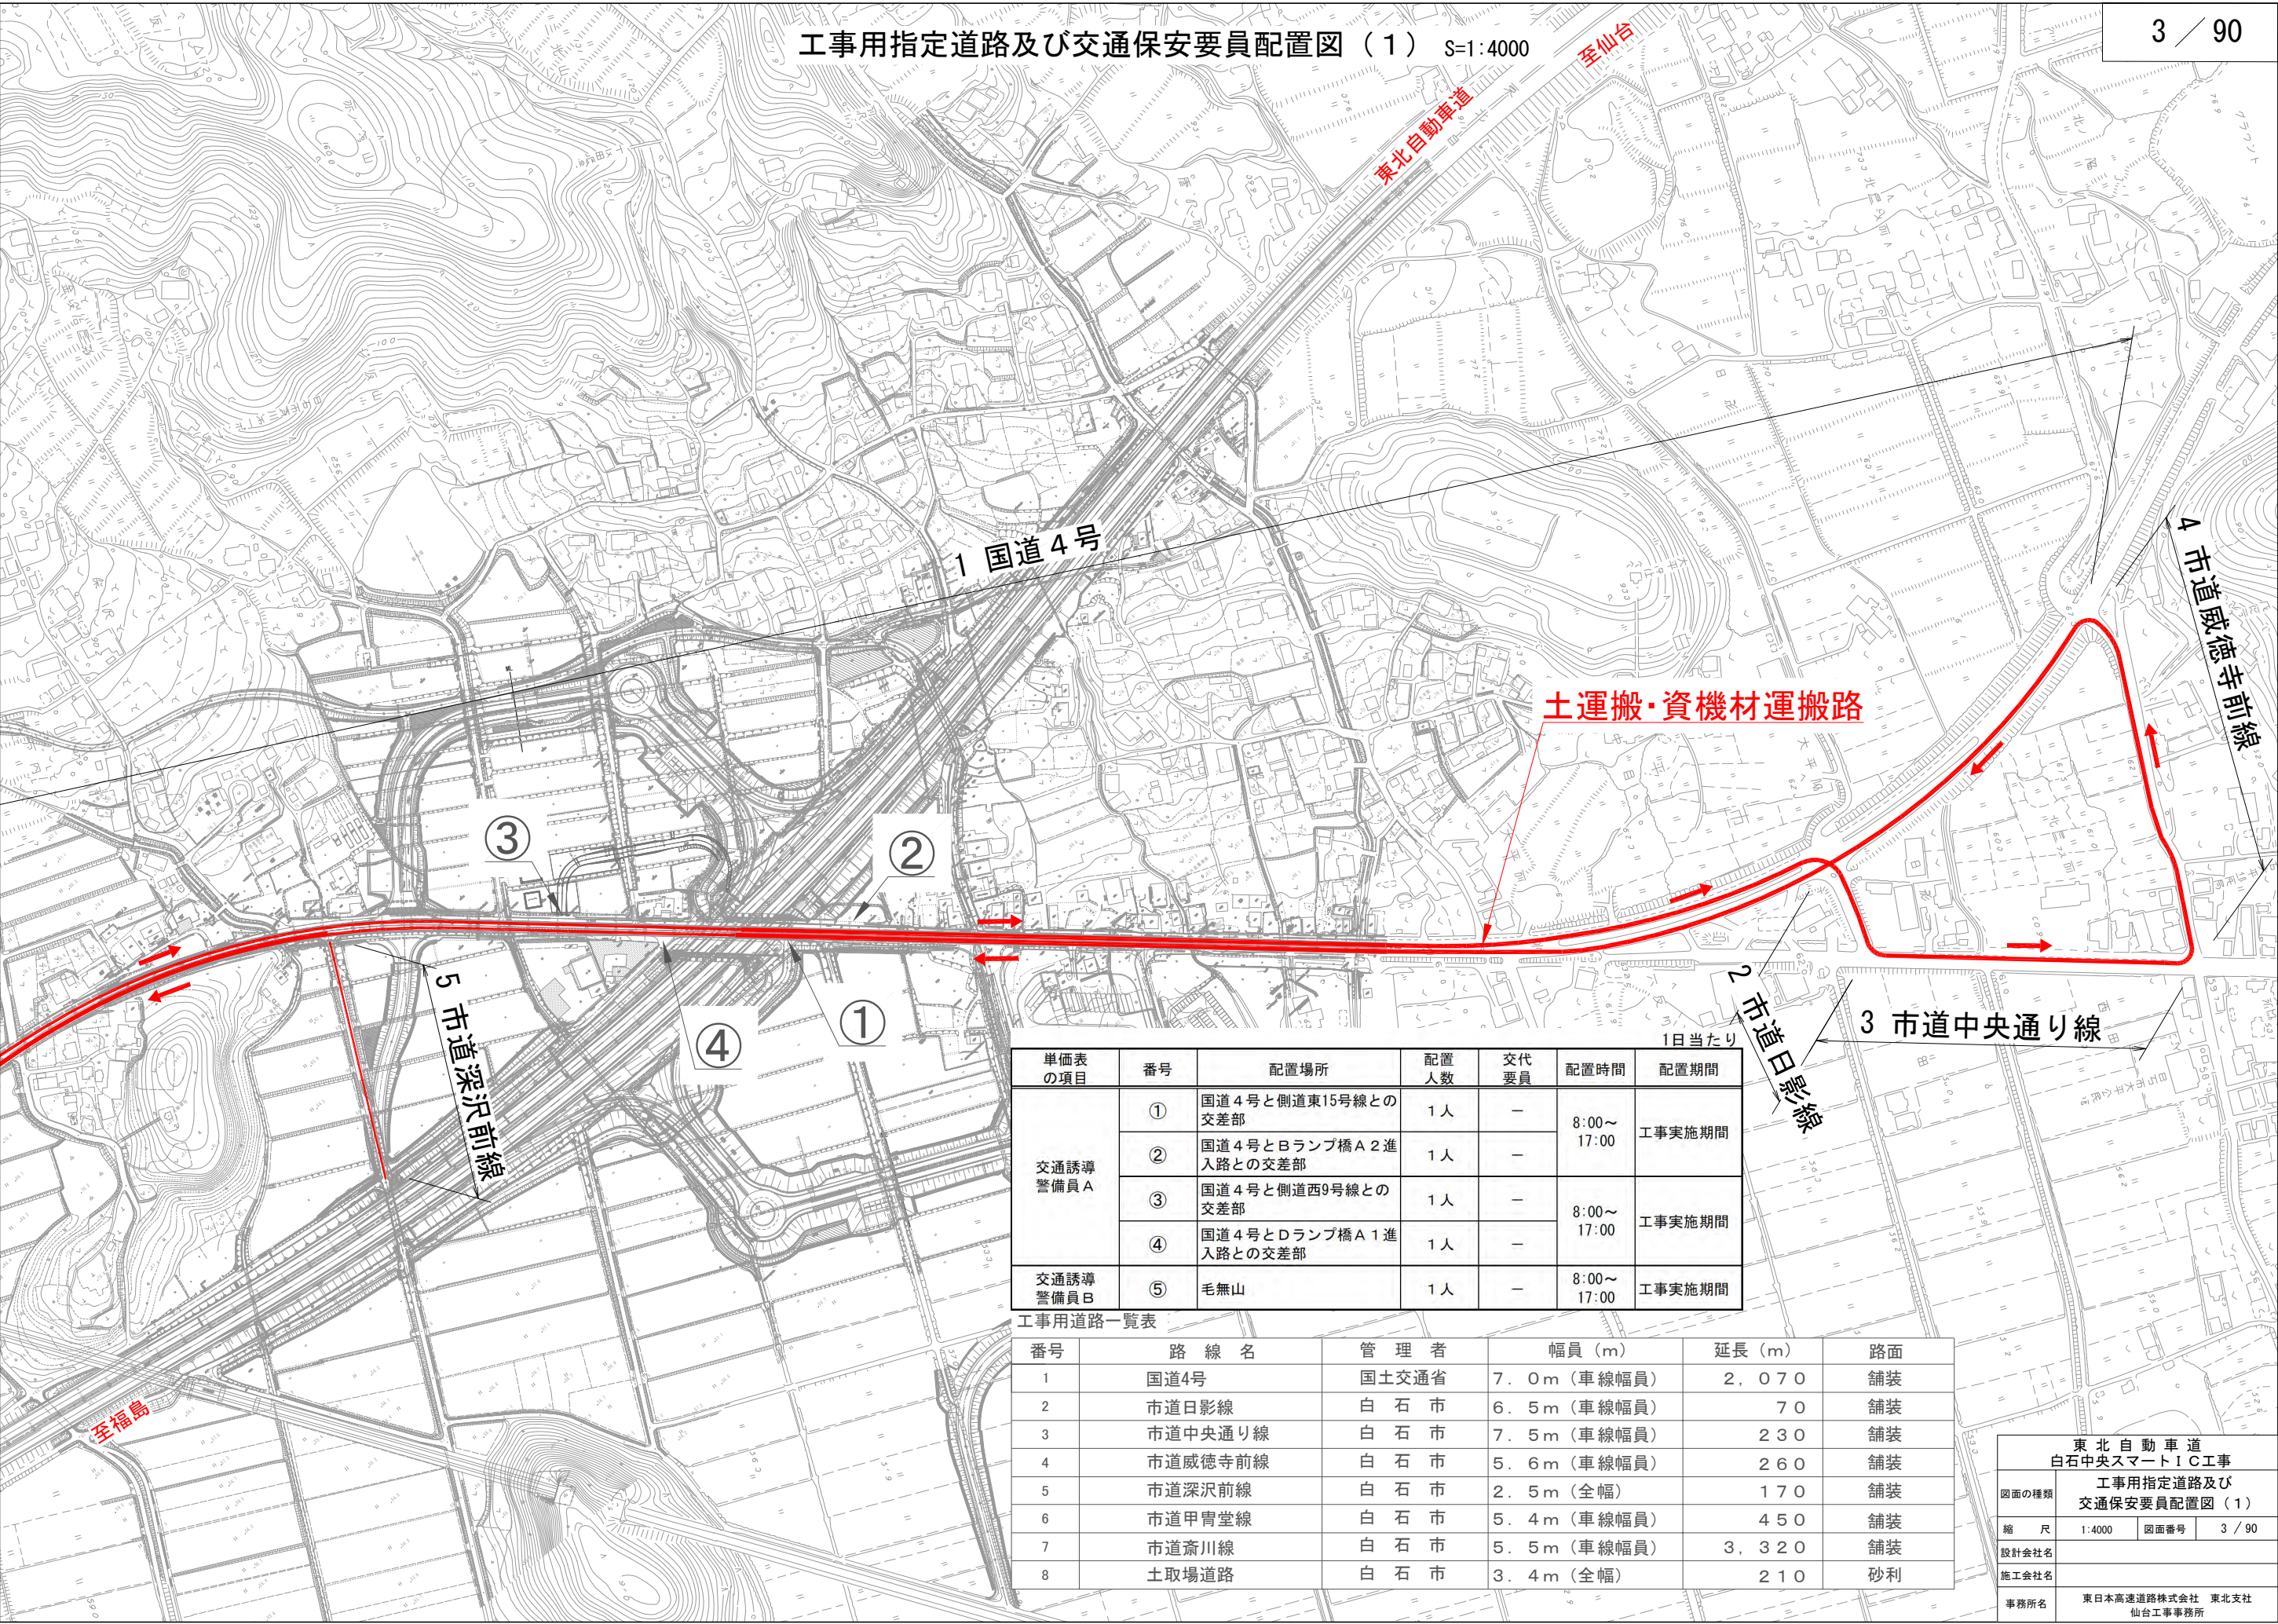 工事用指定道路及び交通保安要員配置図（１） S=1:4000
3 ／ 90
至仙台
東北自動車道
1 国道４号
4 市道威徳寺前線
土運搬・資機材運搬路
③
②
①
④
5 市道深沢前線
2 市道日影線
3 市道中央通り線
至福島
1日当たり
単価表の項目 番号 配置場所 配置人数 交代要員 配置時間 配置期間
交通誘導警備員Ａ ① 国道４号と側道東15号線との交差部 1人 － 8:00～17:00 工事実施期間
② 国道４号とＢランプ橋Ａ２進入路との交差部 1人 －
③ 国道４号と側道西9号線との交差部 1人 － 8:00～17:00 工事実施期間
④ 国道４号とＤランプ橋Ａ１進入路との交差部 1人 －
交通誘導警備員Ｂ ⑤ 毛無山 1人 － 8:00～17:00 工事実施期間
工事用道路一覧表
番号 路 線 名 管 理 者 幅員（m） 延長（m） 路面
1 国道4号 国土交通省 ７．０ｍ（車線幅員） ２，０７０ 舗装
2 市道日影線 白 石 市 ６．５ｍ（車線幅員） ７０ 舗装
3 市道中央通り線 白 石 市 ７．５ｍ（車線幅員） ２３０ 舗装
4 市道威徳寺前線 白 石 市 ５．６ｍ（車線幅員） ２６０ 舗装
5 市道深沢前線 白 石 市 ２．５ｍ（全幅） １７０ 舗装
6 市道甲冑堂線 白 石 市 ５．４ｍ（車線幅員） ４５０ 舗装
7 市道斎川線 白 石 市 ５．５ｍ（車線幅員） ３，３２０ 舗装
8 土取場道路 白 石 市 ３．４ｍ（全幅） ２１０ 砂利
東 北 自 動 車 道
白石中央スマートＩＣ工事
図面の種類 工事用指定道路及び
交通保安要員配置図（１）
縮 尺 1:4000 図面番号 3 ／ 90
設計会社名
施工会社名
事務所名 東日本高速道路株式会社 東北支社
仙台工事事務所